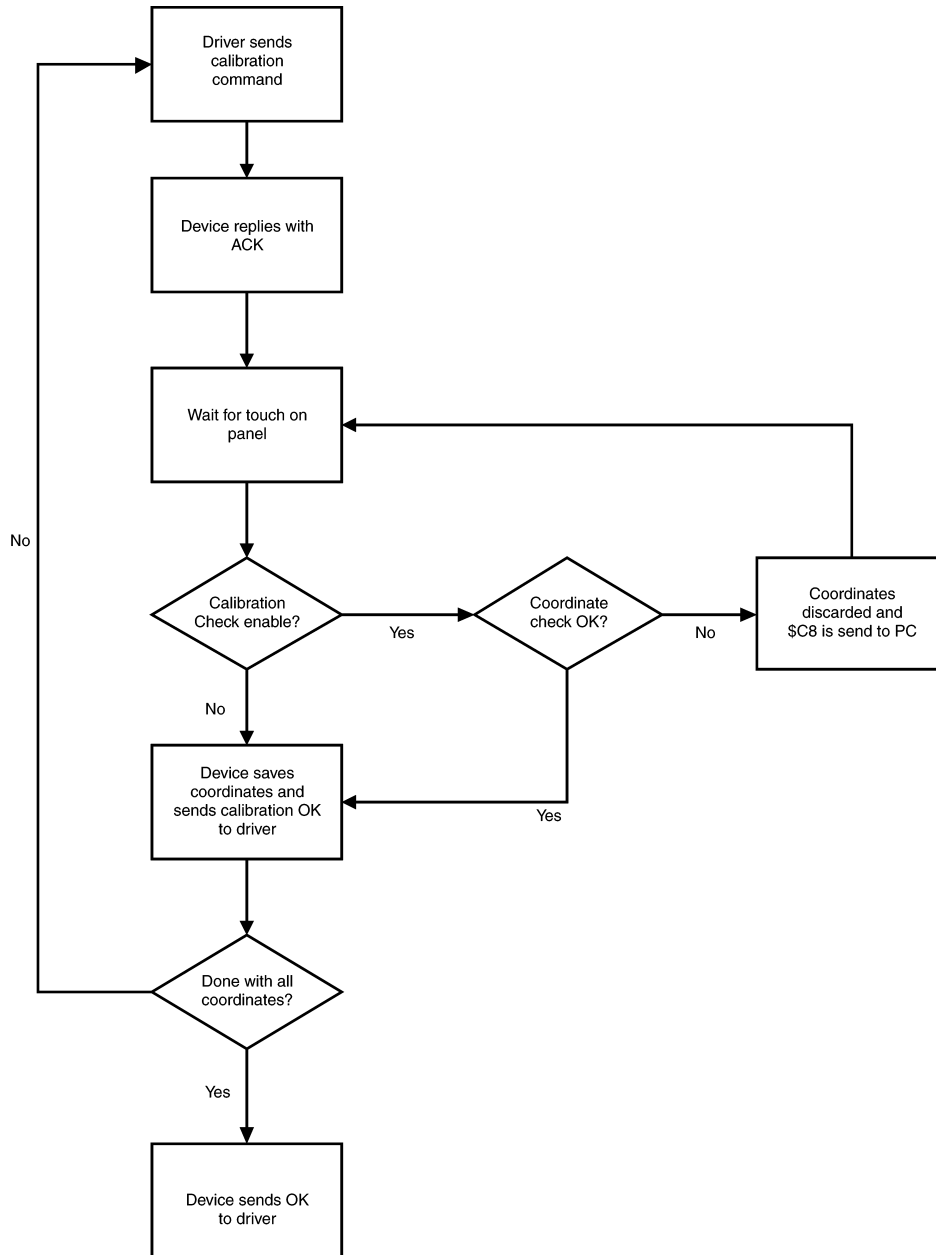 Driver sends
calibration
command
Device replies with
ACK
Wait for touch on
panel
No
Calibration
Check enable?
Yes
Coordinate
check OK?
No
Coordinates
discarded and
$C8 is send to PC
No
Device saves
coordinates and
sends calibration OK
to driver
Yes
Done with all
coordinates?
Yes
Device sends OK
to driver